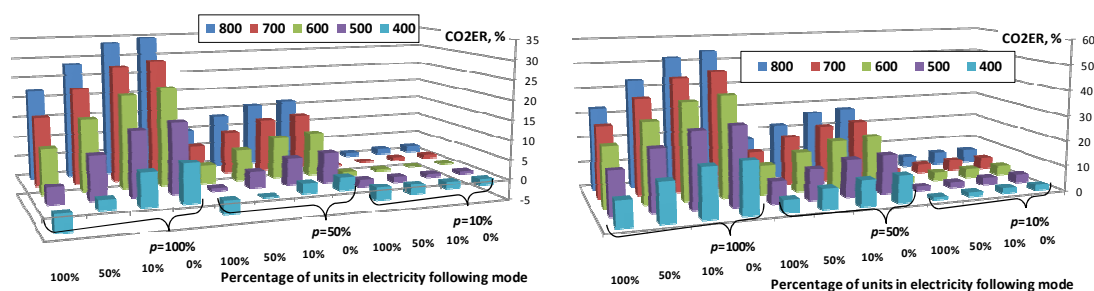 800 700 600 500 400
CO2ER, %
35
30
25
20
15
10
5
0
-5
p=100%
p=50%
p=10%
100% 50% 10% 0% 100% 50% 10% 0% 100% 50% 10% 0%
Percentage of units in electricity following mode
CO2ER, %
800 700 600 500 400
60
50
40
30
20
10
0
p=100%
p=50%
p=10%
100% 50% 10% 0% 100% 50% 10% 0% 100% 50% 10% 0%
Percentage of units in electricity following mode